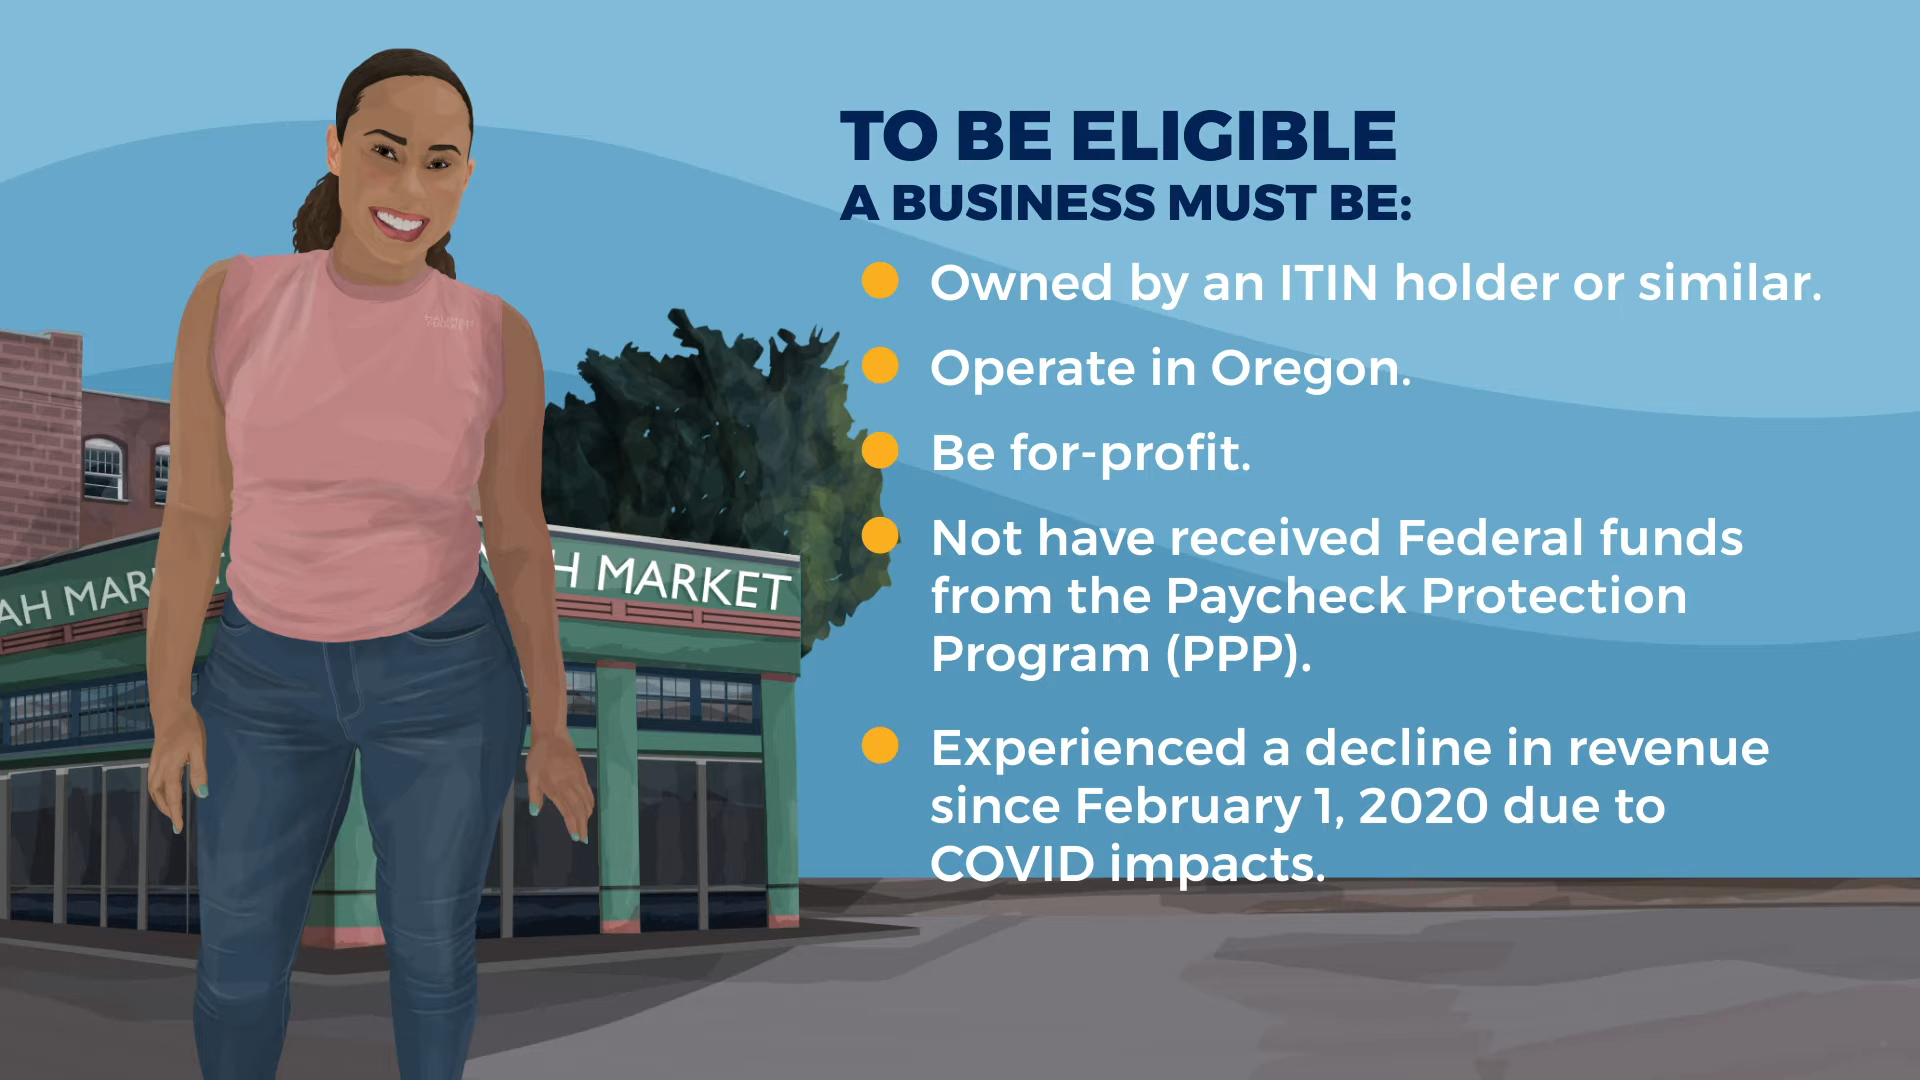 TO BE ELIGIBLE
A BUSINESS MUST BE:
Owned by an ITIN holder or similar.
Operate in Oregon.
Be for-profit.
Not have received Federal funds
from the Paycheck Protection
Program (PPP).
Experienced a decline in revenue
since February 1, 2020 due to
COVID impacts.
AH MAR
H MARKET